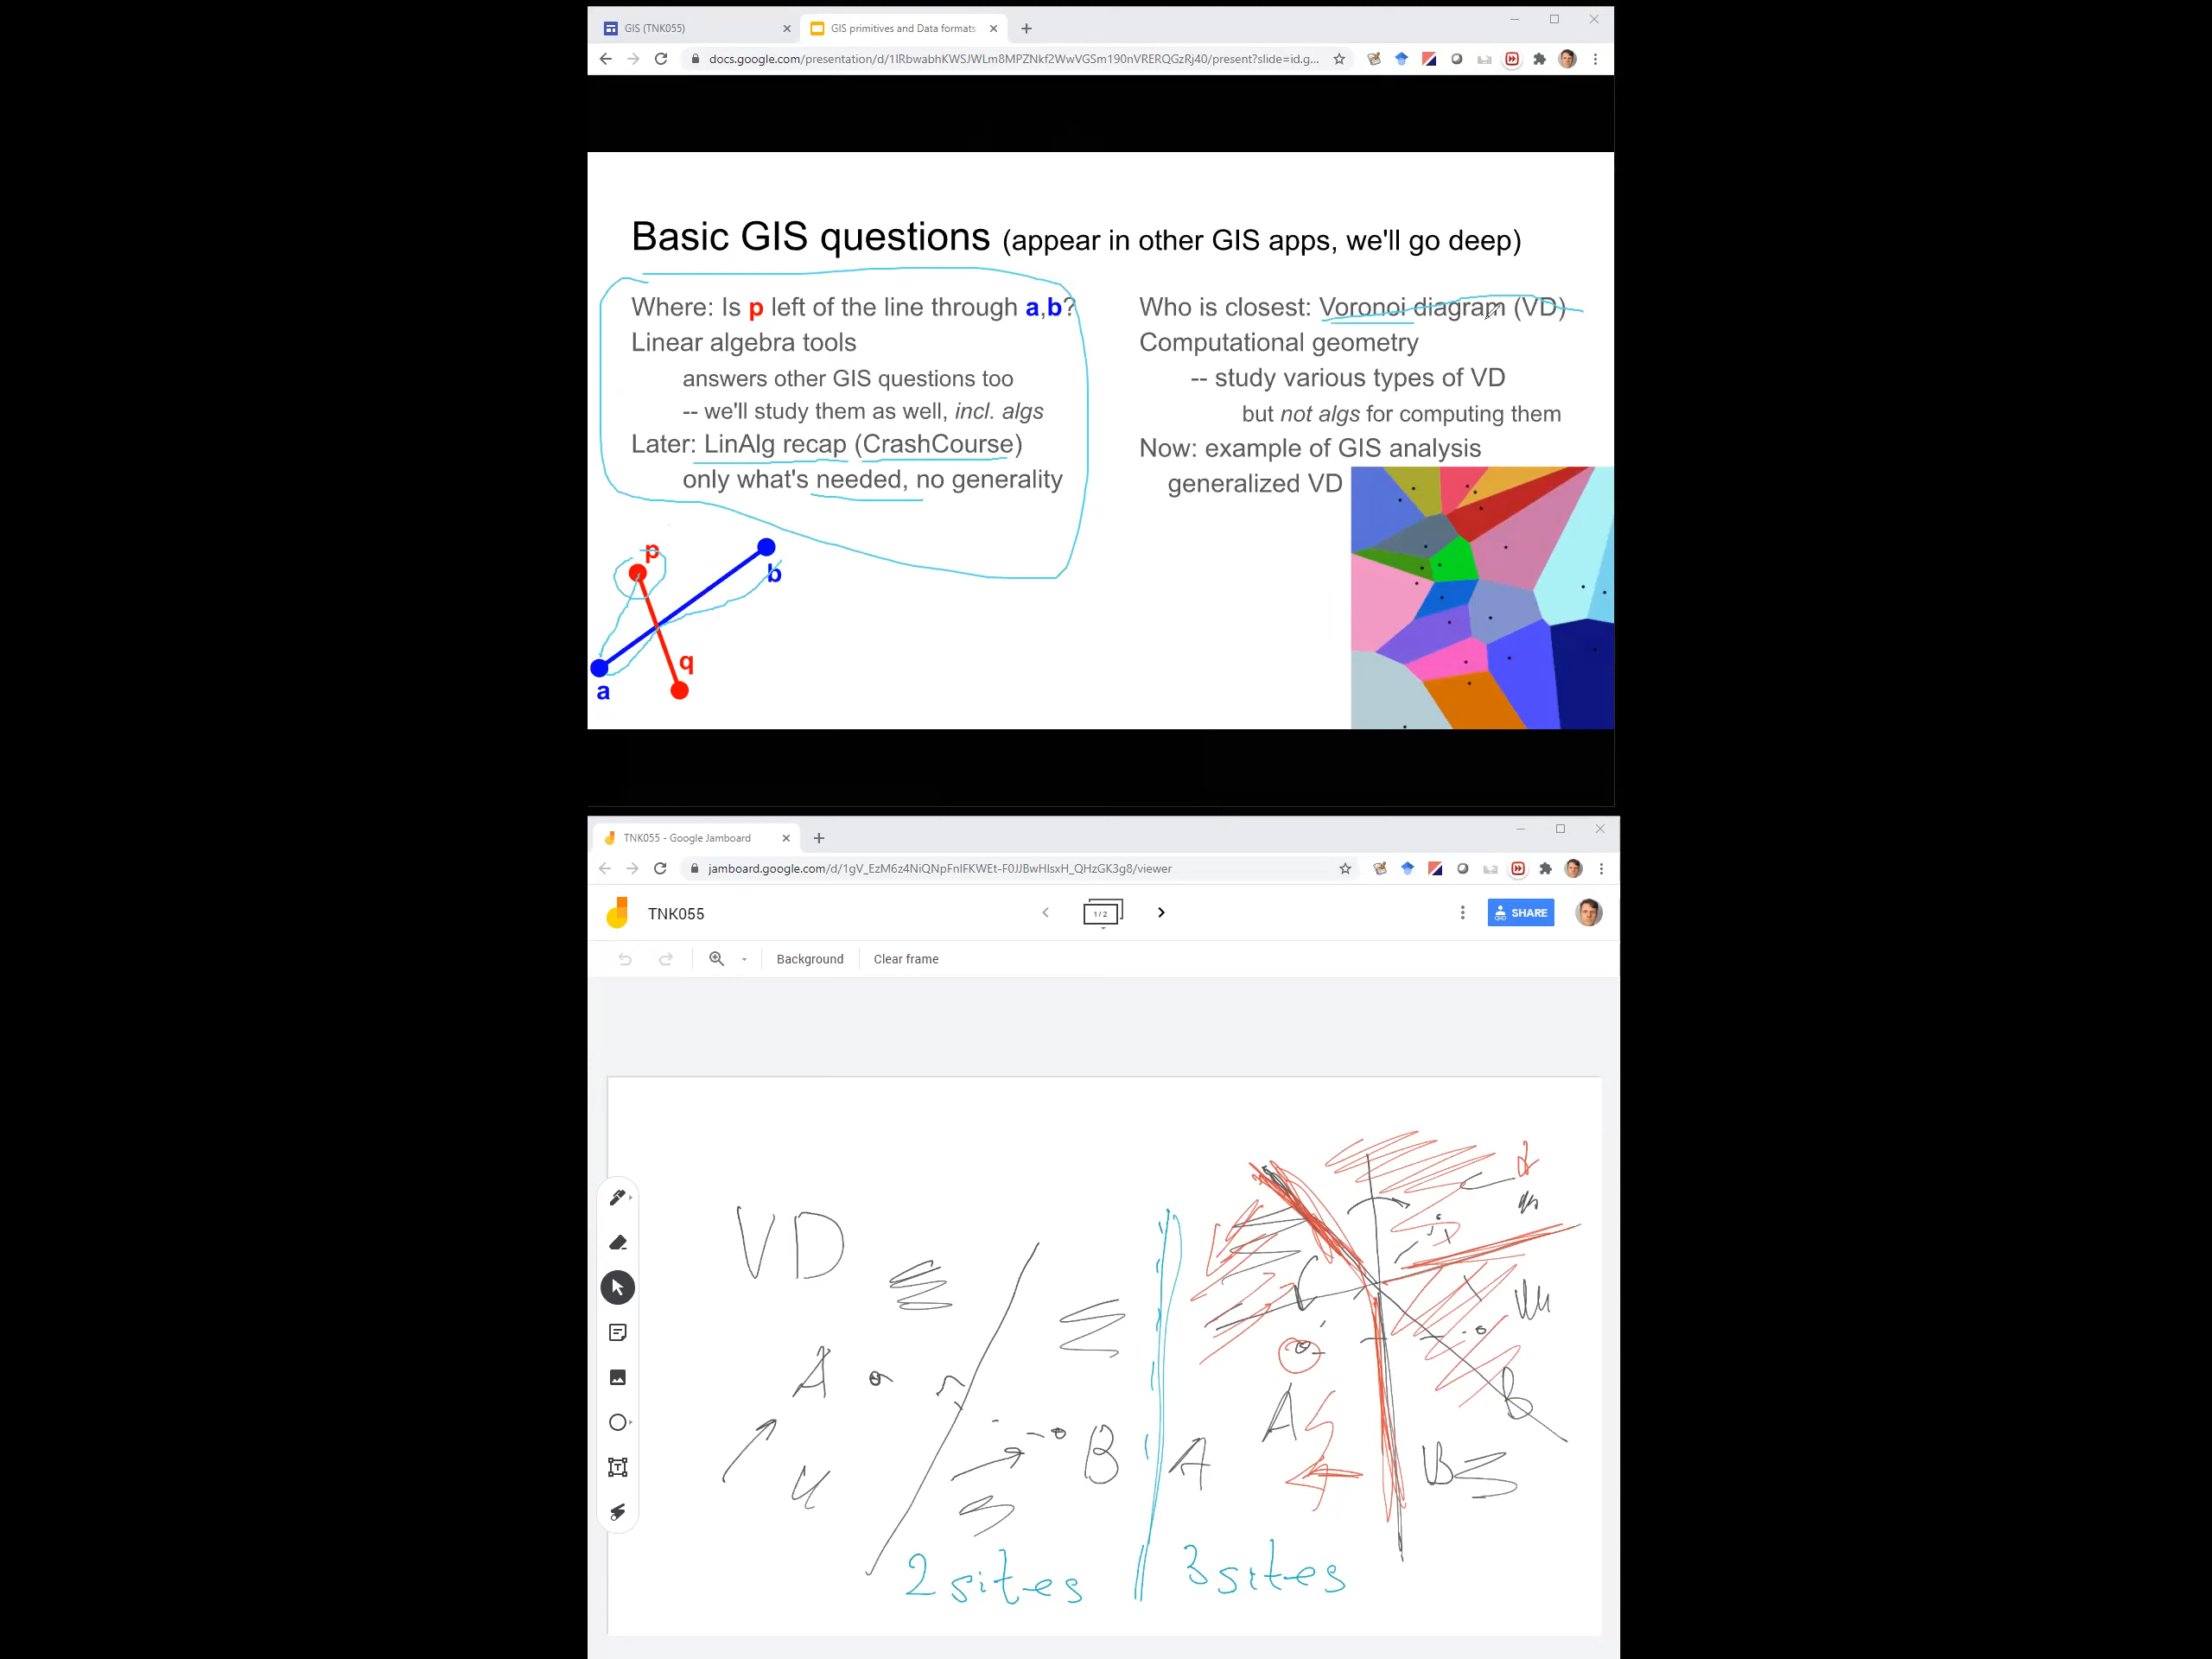 GIS (TNK055)
GIS primitives and Data formats
docs.google.com/presentation/d/1IRbwabhKWSJWLm8MPZNkf2WwVGSm190nVRERQGzRj40/present?slide=id.g...
Basic GIS questions (appear in other GIS apps, we'll go deep)
Where: Is p left of the line through a,b?
Linear algebra tools
answers other GIS questions too
-- we'll study them as well, incl. algs
Later: LinAlg recap (CrashCourse)
only what's needed, no generality
p
b
q
a
Who is closest: Voronoi diagram (VD)
Computational geometry
-- study various types of VD
but not algs for computing them
Now: example of GIS analysis
generalized VD
TNK055 - Google Jamboard
jamboard.google.com/d/1gV_EzM6z4NiQNpFnIFKWEt-F0JJBwHlsxH_QHzGK3g8/viewer
TNK055
1 / 2
SHARE
Background
Clear frame
VD
A
B
A
A
B
B
2 sites
3 sites